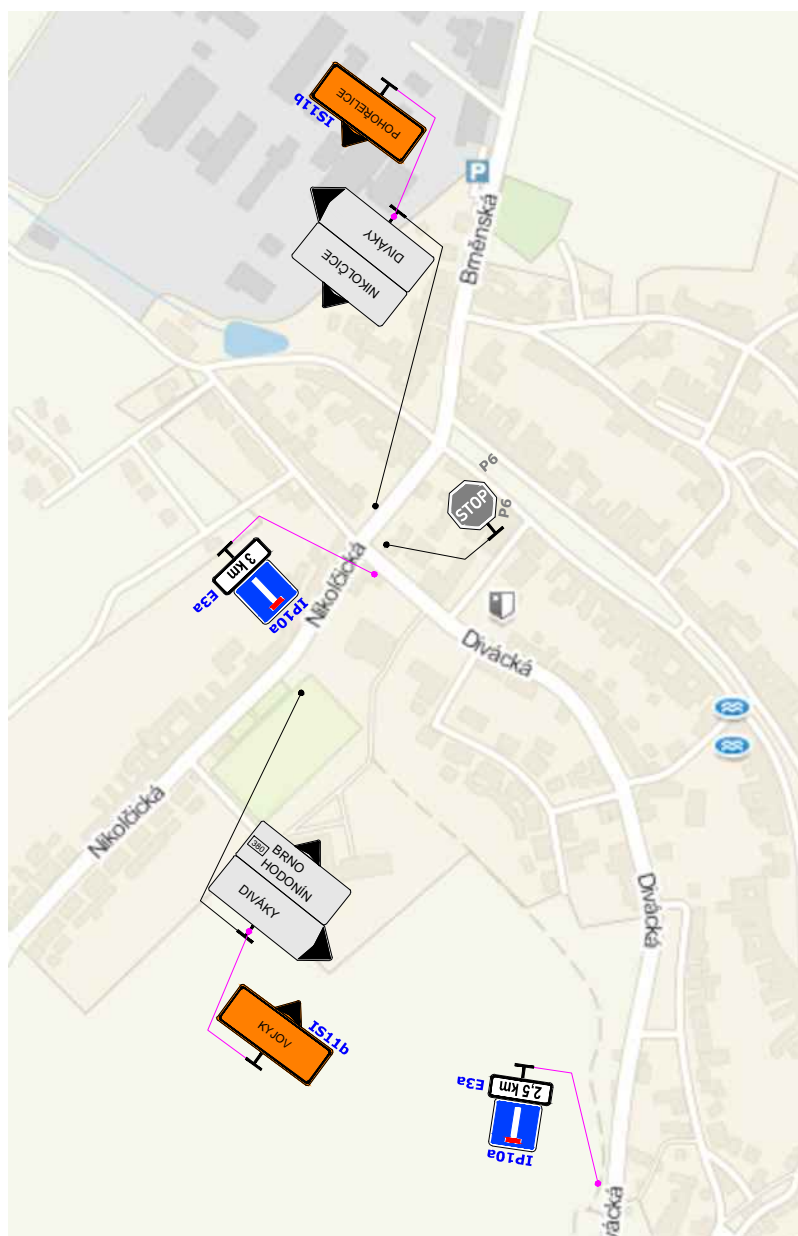 POHOŘELICE
IS11b
P
Brněnská
DIVÁKY
NIKOLČICE
P6
STOP
P6
3 km
E3a
IP10a
Nikolčická
Divácká
Nikolčická
380
BRNO
HODONÍN
DIVÁKY
Divácká
KYJOV
IS11b
2,5 km
E3a
IP10a
vácká